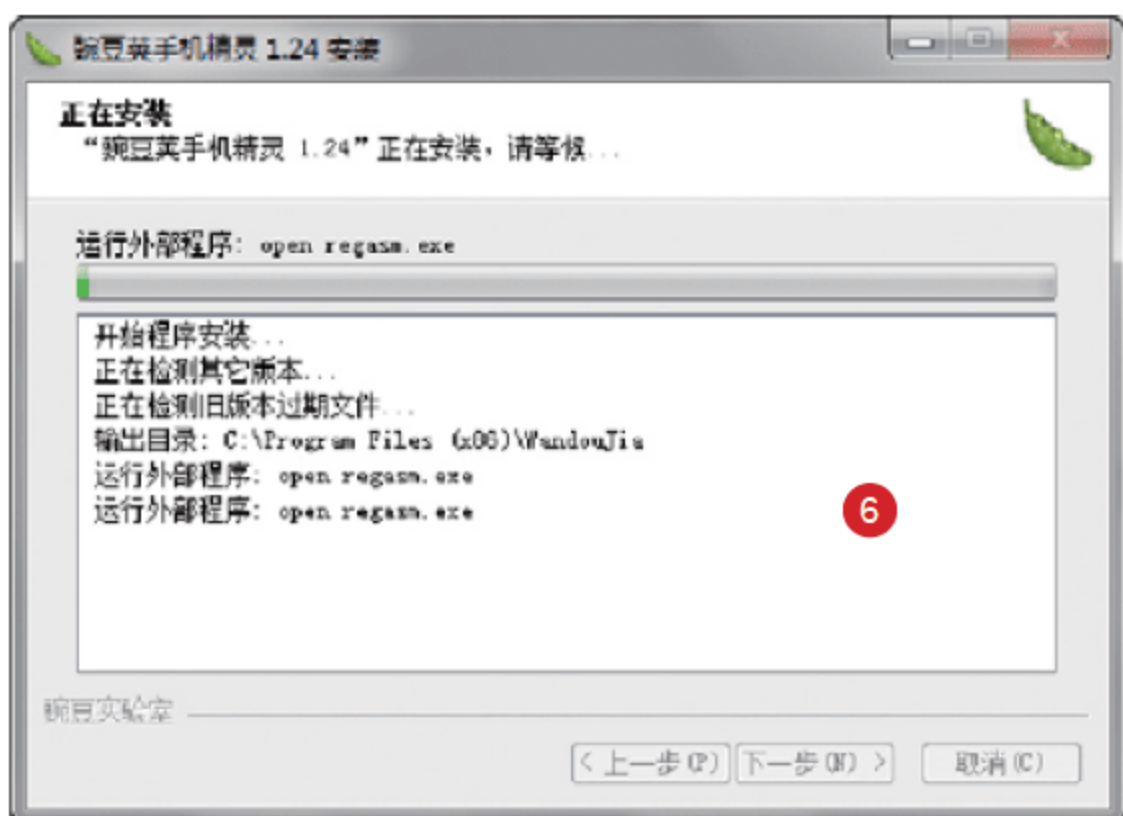 豌豆荚手机精灵 1.24 安装
正在安装
“豌豆荚手机精灵 1.24”正在安装，请等候...
运行外部程序: open regasm.exe
开始程序安装...
正在检测其它版本...
正在检测旧版本过期文件...
输出目录: C:\Program Files (x86)\WandouJia
运行外部程序: open regasm.exe
运行外部程序: open regasm.exe
6
豌豆实验室
< 上一步(P) 下一步(N) > 取消(C)